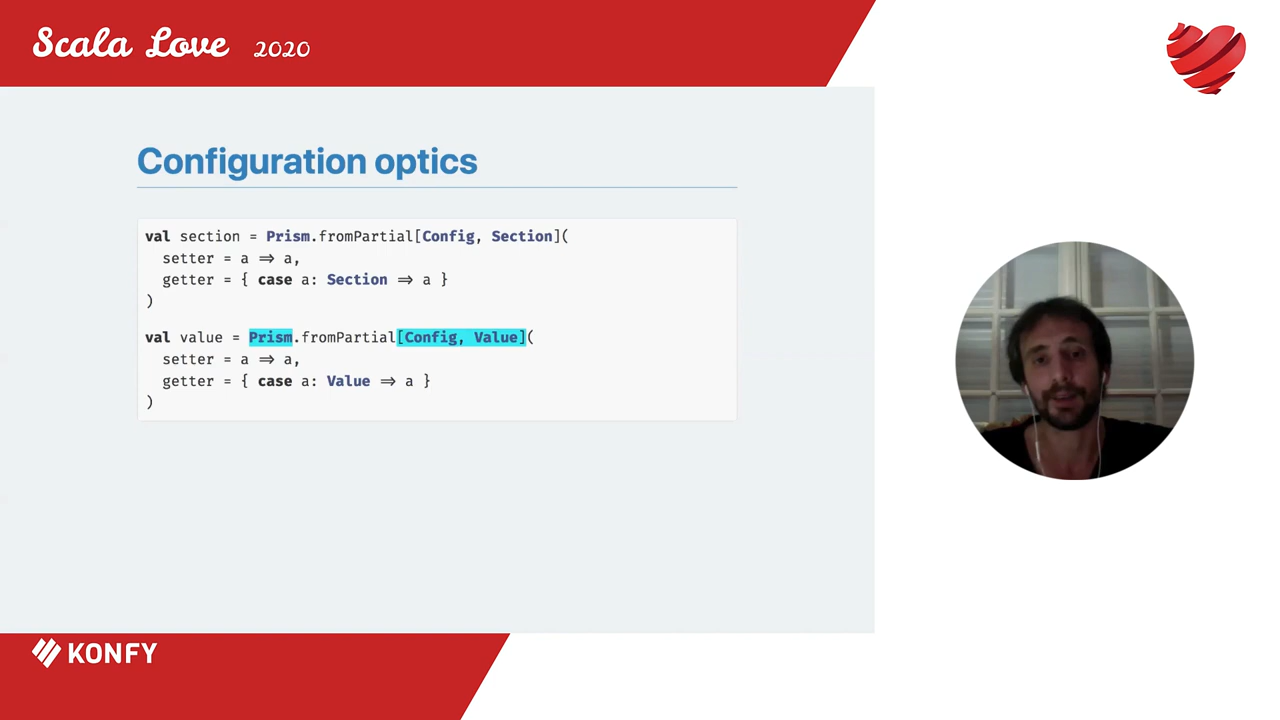 Scala Love 2020
Configuration optics
val section = Prism.fromPartial[Config, Section](
  setter = a ⇒ a,
  getter = { case a: Section ⇒ a }
)
val value = Prism.fromPartial[Config, Value](
  setter = a ⇒ a,
  getter = { case a: Value ⇒ a }
)
KONFY